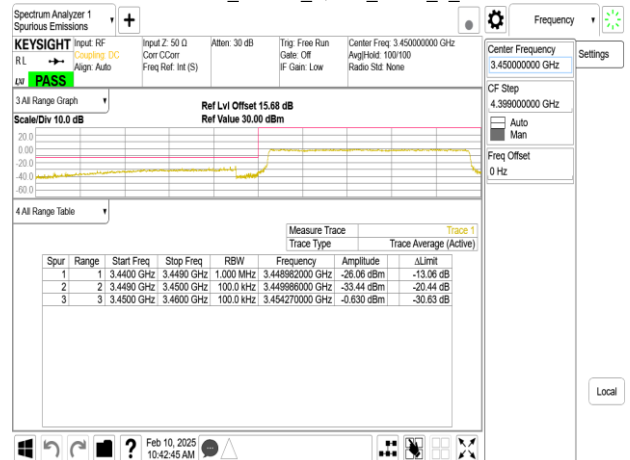 Spectrum Analyzer 1
Spurious Emissions
Frequency
KEYSIGHT
RL
LXI
PASS
Input: RF
Coupling: DC
Align: Auto
Input Z: 50 Ω
Corr CCorr
Freq Ref: Int (S)
Atten: 30 dB
Trig: Free Run
Gate: Off
IF Gain: Low
Center Freq: 3.450000000 GHz
Avg|Hold: 100/100
Radio Std: None
Center Frequency
3.450000000 GHz
Settings
CF Step
4.399000000 GHz
Auto
Man
Freq Offset
0 Hz
3 All Range Graph
Scale/Div 10.0 dB
Ref Lvl Offset 15.68 dB
Ref Value 30.00 dBm
20.0
0.00
-20.0
-40.0
-60.0
4 All Range Table
Measure Trace Trace 1
Trace Type Trace Average (Active)
Spur Range Start Freq Stop Freq RBW Frequency Amplitude ΔLimit
1 1 3.4400 GHz 3.4490 GHz 1.000 MHz 3.448982000 GHz -26.06 dBm -13.06 dB
2 2 3.4490 GHz 3.4500 GHz 100.0 kHz 3.449986000 GHz -33.44 dBm -20.44 dB
3 3 3.4500 GHz 3.4600 GHz 100.0 kHz 3.454270000 GHz -0.630 dBm -30.63 dB
Local
?
Feb 10, 2025
10:42:45 AM